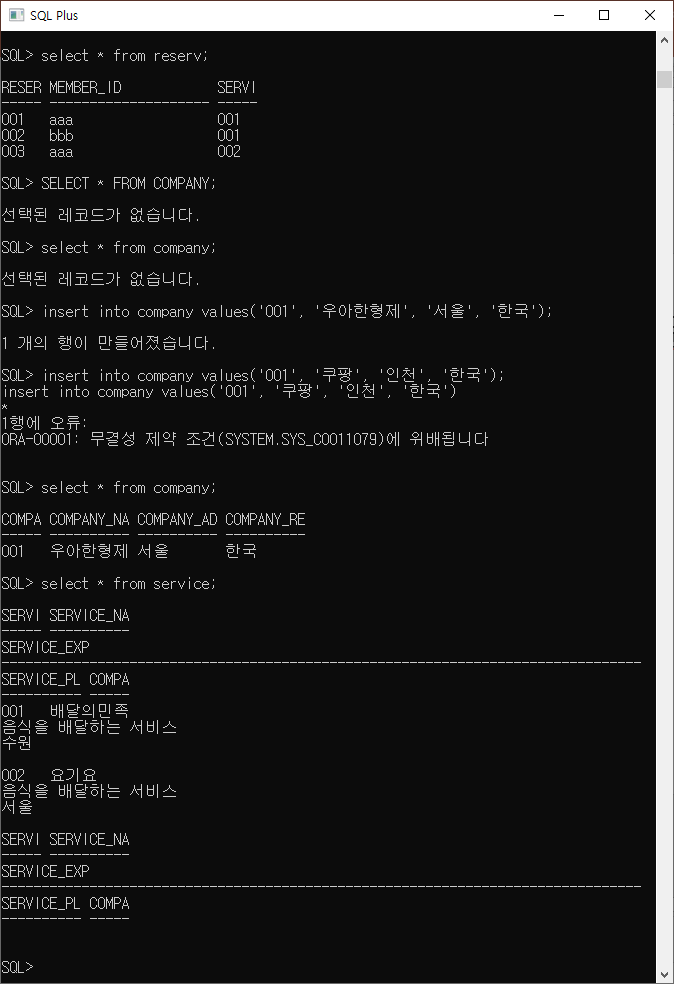 SQL Plus
SQL> select * from reserv;
RESER MEMBER_ID            SERVI
----- -------------------- -----
001   aaa                  001
002   bbb                  001
003   aaa                  002
SQL> SELECT * FROM COMPANY;
선택된 레코드가 없습니다.
SQL> select * from company;
선택된 레코드가 없습니다.
SQL> insert into company values('001', '우아한형제', '서울', '한국');
1 개의 행이 만들어졌습니다.
SQL> insert into company values('001', '쿠팡', '인천', '한국');
insert into company values('001', '쿠팡', '인천', '한국')
*
1행에 오류:
ORA-00001: 무결성 제약 조건(SYSTEM.SYS_C0011079)에 위배됩니다
SQL> select * from company;
COMPA COMPANY_NA COMPANY_AD COMPANY_RE
----- ---------- ---------- ----------
001   우아한형제 서울       한국
SQL> select * from service;
SERVI SERVICE_NA
----- ----------
SERVICE_EXP
--------------------------------------------------------------------------------
SERVICE_PL COMPA
---------- -----
001   배달의민족
음식을 배달하는 서비스
수원
002   요기요
음식을 배달하는 서비스
서울
SERVI SERVICE_NA
----- ----------
SERVICE_EXP
--------------------------------------------------------------------------------
SERVICE_PL COMPA
---------- -----
SQL>